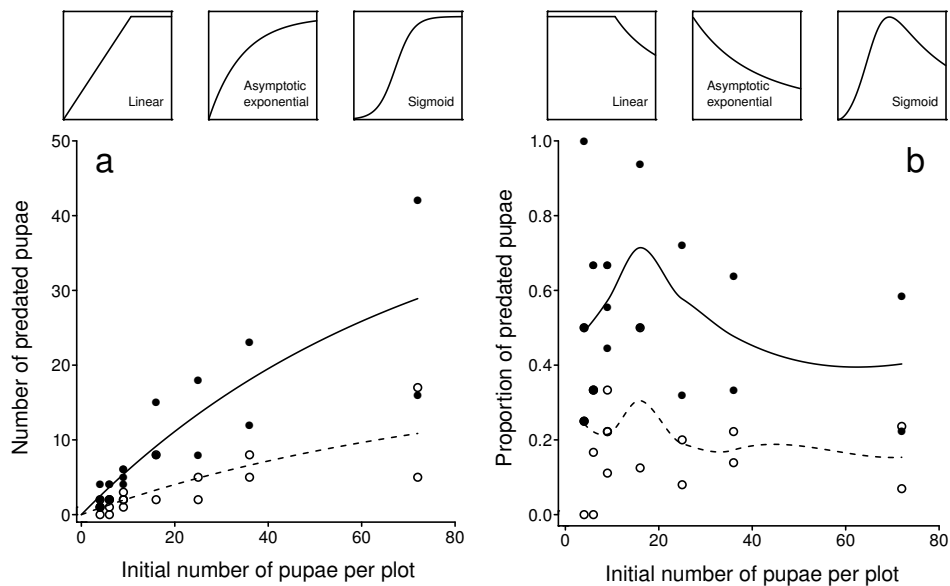 Linear
Asymptotic
exponential
Sigmoid
Linear
Asymptotic
exponential
Sigmoid
a
50
40
30
20
10
0
Number of predated pupae
0 20 40 60 80
Initial number of pupae per plot
b
1.0
0.8
0.6
0.4
0.2
0.0
Proportion of predated pupae
0 20 40 60 80
Initial number of pupae per plot